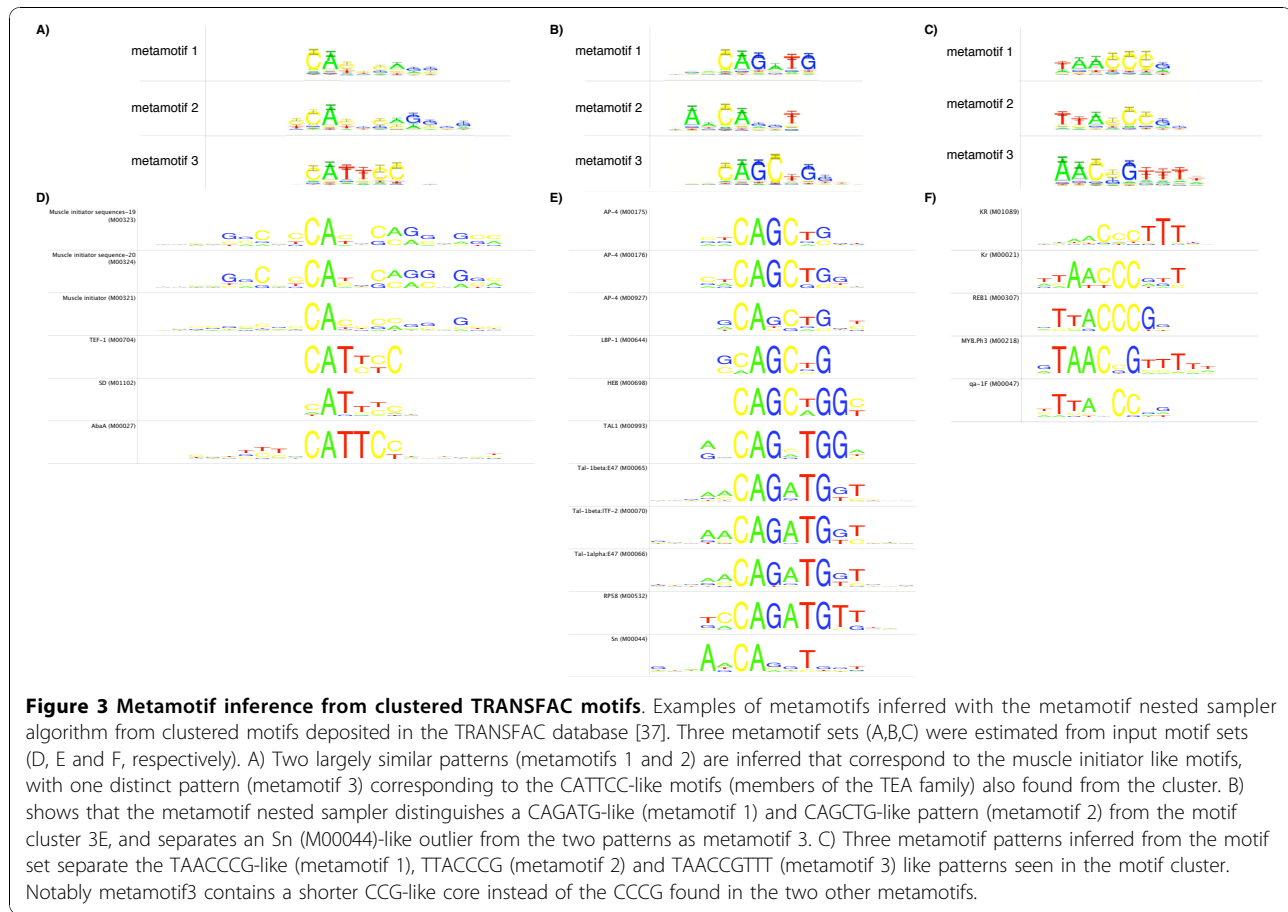 A)
metamotif 1
metamotif 2
metamotif 3
B)
metamotif 1
metamotif 2
metamotif 3
C)
metamotif 1
metamotif 2
metamotif 3
D)
Muscle initiator sequences-19
(M00323)
Muscle initiator sequence-20
(M00324)
Muscle initiator (M00321)
TEF-1 (M00704)
SD (M01102)
AbaA (M00027)
E)
AP-4 (M00175)
AP-4 (M00176)
AP-4 (M00927)
LBP-1 (M00644)
HEB (M00698)
TAL1 (M00993)
Tal-1beta:E47 (M00065)
Tal-1beta:ITF-2 (M00070)
Tal-1alpha:E47 (M00066)
RP58 (M00532)
Sn (M00044)
F)
KR (M01089)
Kr (M00021)
REB1 (M00307)
MYB.Ph3 (M00218)
qa-1F (M00047)
Figure 3 Metamotif inference from clustered TRANSFAC motifs. Examples of metamotifs inferred with the metamotif nested sampler
algorithm from clustered motifs deposited in the TRANSFAC database [37]. Three metamotif sets (A,B,C) were estimated from input motif sets
(D, E and F, respectively). A) Two largely similar patterns (metamotifs 1 and 2) are inferred that correspond to the muscle initiator like motifs,
with one distinct pattern (metamotif 3) corresponding to the CATTCC-like motifs (members of the TEA family) also found from the cluster. B)
shows that the metamotif nested sampler distinguishes a CAGATG-like (metamotif 1) and CAGCTG-like pattern (metamotif 2) from the motif
cluster 3E, and separates an Sn (M00044)-like outlier from the two patterns as metamotif 3. C) Three metamotif patterns inferred from the motif
set separate the TAACCCG-like (metamotif 1), TTACCCG (metamotif 2) and TAACCGTTT (metamotif 3) like patterns seen in the motif cluster.
Notably metamotif3 contains a shorter CCG-like core instead of the CCCG found in the two other metamotifs.